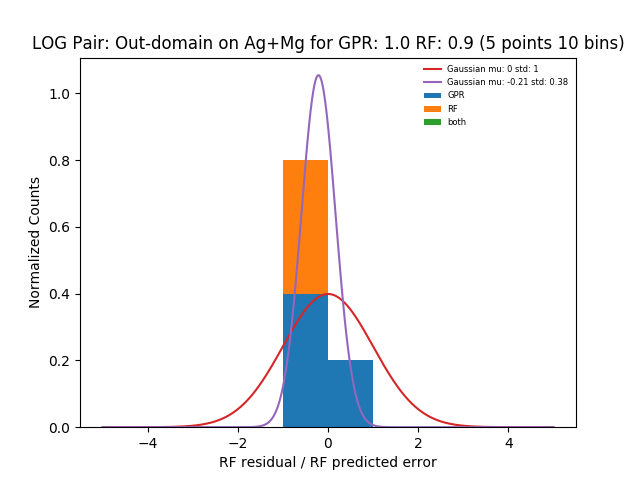 LOG Pair: Out-domain on Ag+Mg for GPR: 1.0 RF: 0.9 (5 points 10 bins)
Gaussian mu: 0 std: 1
Gaussian mu: -0.21 std: 0.38
GPR
RF
both
Normalized Counts
1.0
0.8
0.6
0.4
0.2
0.0
−4 −2 0 2 4
RF residual / RF predicted error